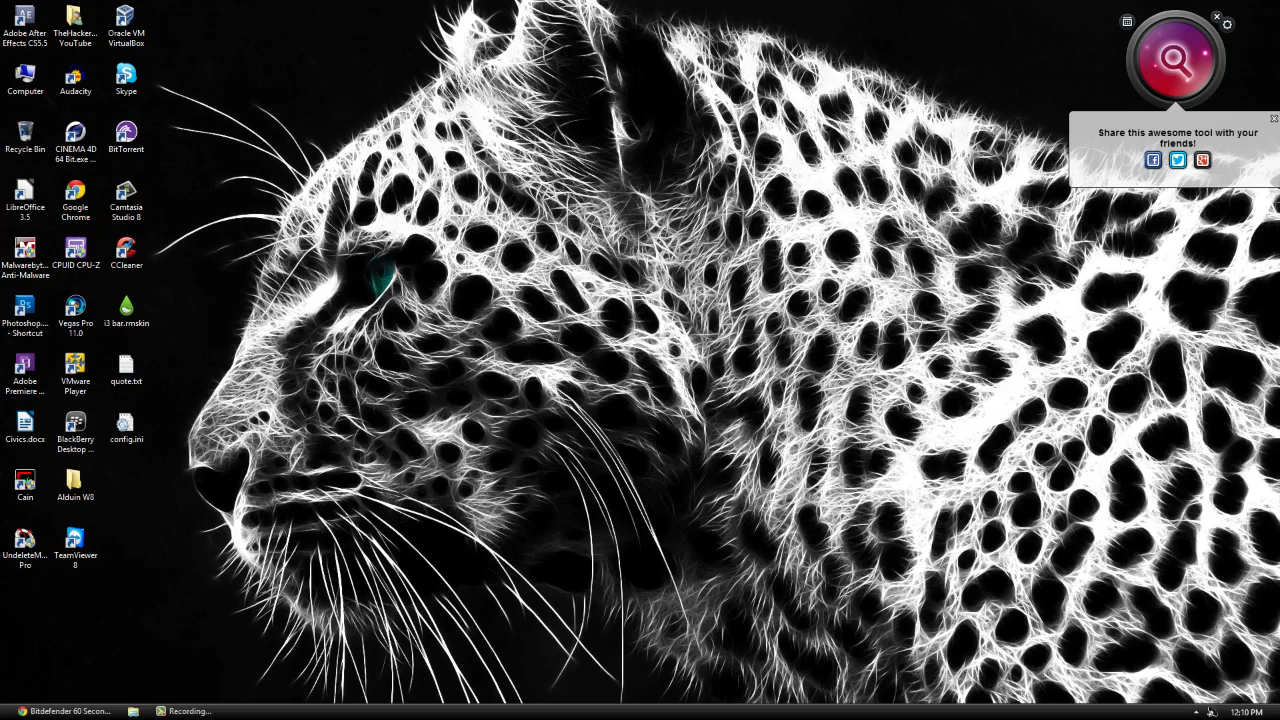 Adobe After
Effects CS5.5
TheHacker...
YouTube
Oracle VM
VirtualBox
Computer
Audacity
Skype
Recycle Bin
CINEMA 4D
64 Bit.exe ...
BitTorrent
LibreOffice
3.5
Google
Chrome
Camtasia
Studio 8
Malwarebyt...
Anti-Malware
CPUID CPU-Z
CCleaner
Photoshop....
- Shortcut
Vegas Pro
11.0
i3 bar.rmskin
Adobe
Premiere ...
VMware
Player
quote.txt
Civics.docx
BlackBerry
Desktop ...
config.ini
Cain
Alduin W8
UndeleteM...
Pro
TeamViewer
8
Share this awesome tool with your
friends!
Bitdefender 60 Secon...
Recording...
12:10 PM